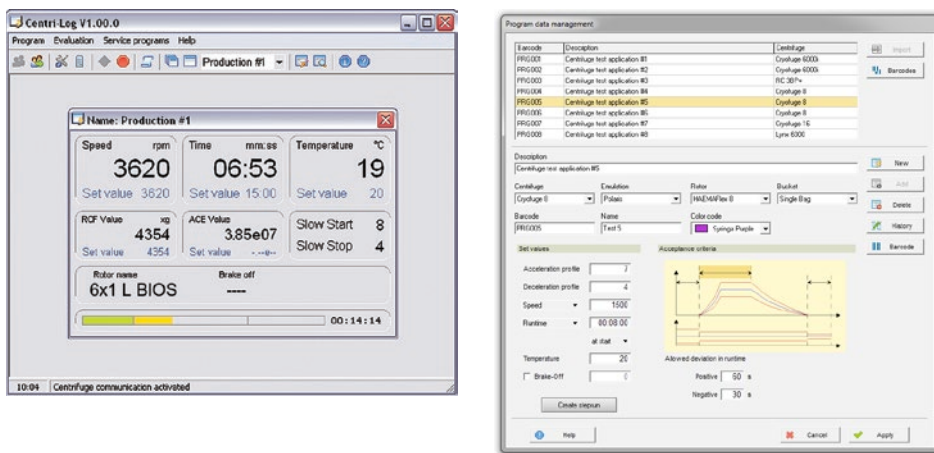 Centri-Log V1.00.0
Program Evaluation Service programs Help
Production #1
Name: Production #1
Speed rpm Time mm:ss Temperature °C
3620 06:53 19
Set value 3620 Set value 15:00 Set value 20
RCF Value xg ACE Value Slow Start 8
4354 3.85e07
Set value 4354 Set value -.--e-- Slow Stop 4
Rotor name Brake off
6x1 L BIOS ----
00:14:14
10:04 Centrifuge communication activated
Program data management
Barcode Description Centrifuge
PRG001 Centrifuge test application #1 Cryofuge 6000i
PRG002 Centrifuge test application #2 Cryofuge 6000i
PRG003 Centrifuge test application #3 RC 3BP+
PRG004 Centrifuge test application #4 Cryofuge 8
PRG005 Centrifuge test application #5 Cryofuge 8
PRG006 Centrifuge test application #6 Cryofuge 8
PRG007 Centrifuge test application #7 Cryofuge 16
PRG008 Centrifuge test application #8 Lynx 6000
Import
Barcodes
Description
Centrifuge test application #5
Centrifuge Emulation Rotor Bucket
Cryofuge 8 Polaris HAEMAFlex 8 Single Bag
Barcode Name Color code
PRG005 Test 5 Syringa Purple
New
Add
Delete
History
Barcode
Set values Acceptance criteria
Acceleration profile
Deceleration profile 4
Speed 1500
Runtime 00:08:00
at start
Temperature 20
Brake-Off 0
Create steprun
Allowed deviation in runtime
Positive 60 s
Negative 30 s
Help Cancel Apply